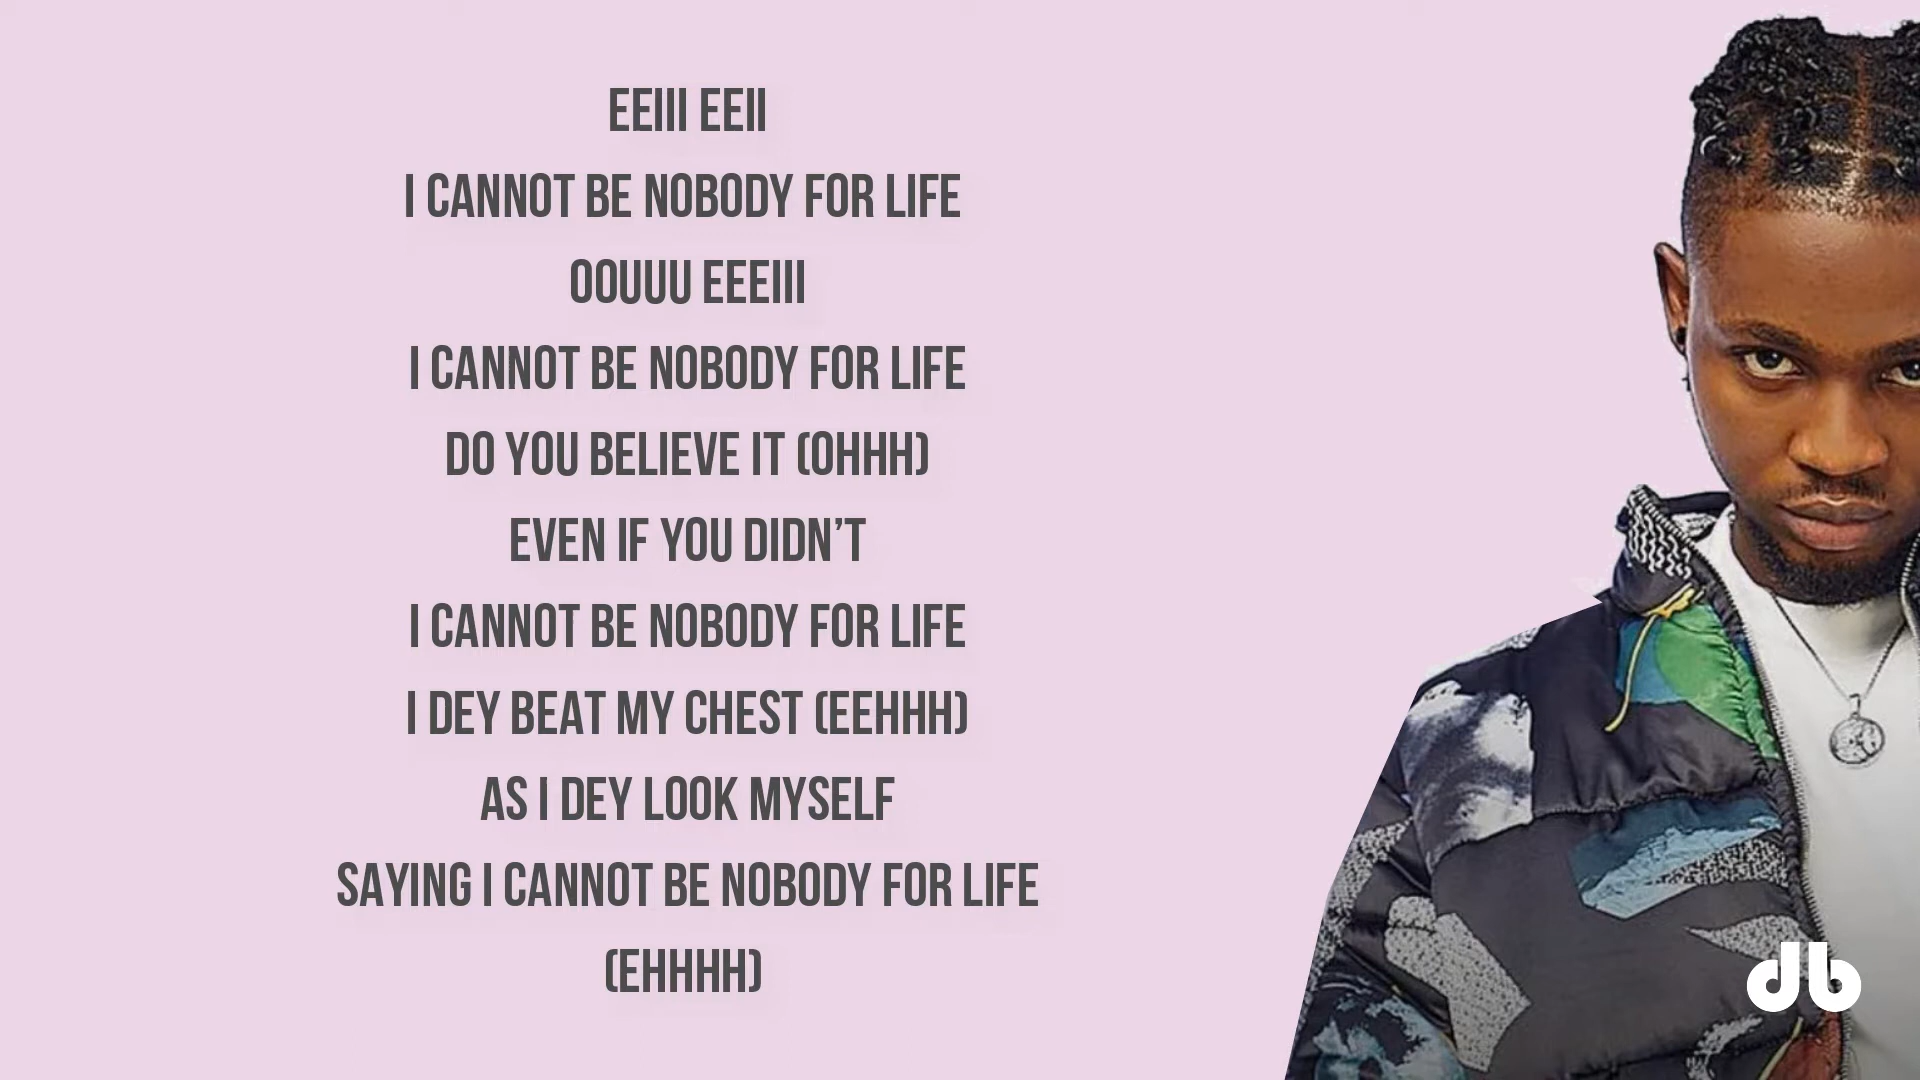 EEIII EEII
I CANNOT BE NOBODY FOR LIFE
OOUUU EEEIII
I CANNOT BE NOBODY FOR LIFE
DO YOU BELIEVE IT (OHHH)
EVEN IF YOU DIDN’T
I CANNOT BE NOBODY FOR LIFE
I DEY BEAT MY CHEST (EEHHH)
AS I DEY LOOK MYSELF
SAYING I CANNOT BE NOBODY FOR LIFE
(EHHHH)
db